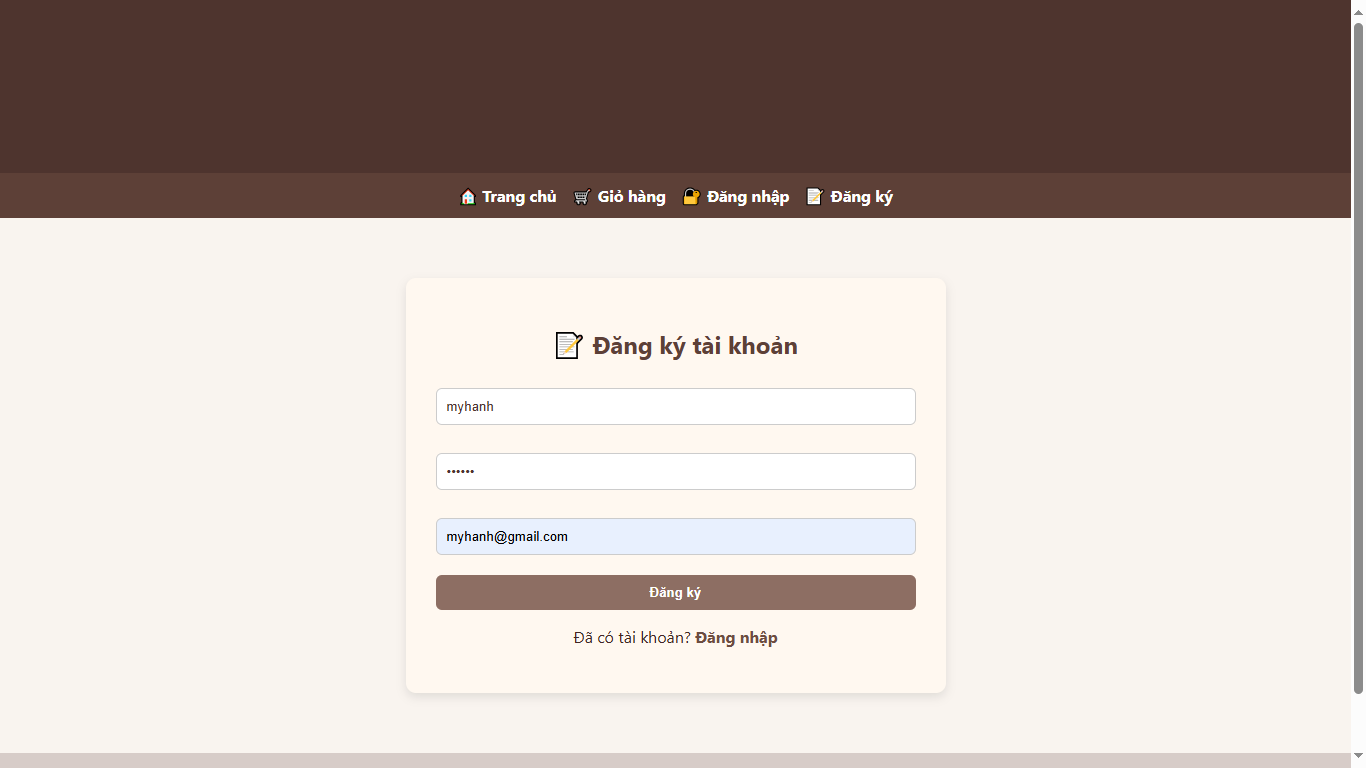 🏠 Trang chủ 🛒 Giỏ hàng 🔐 Đăng nhập 📝 Đăng ký
📝 Đăng ký tài khoản
myhanh
••••••
myhanh@gmail.com
Đăng ký
Đã có tài khoản? Đăng nhập